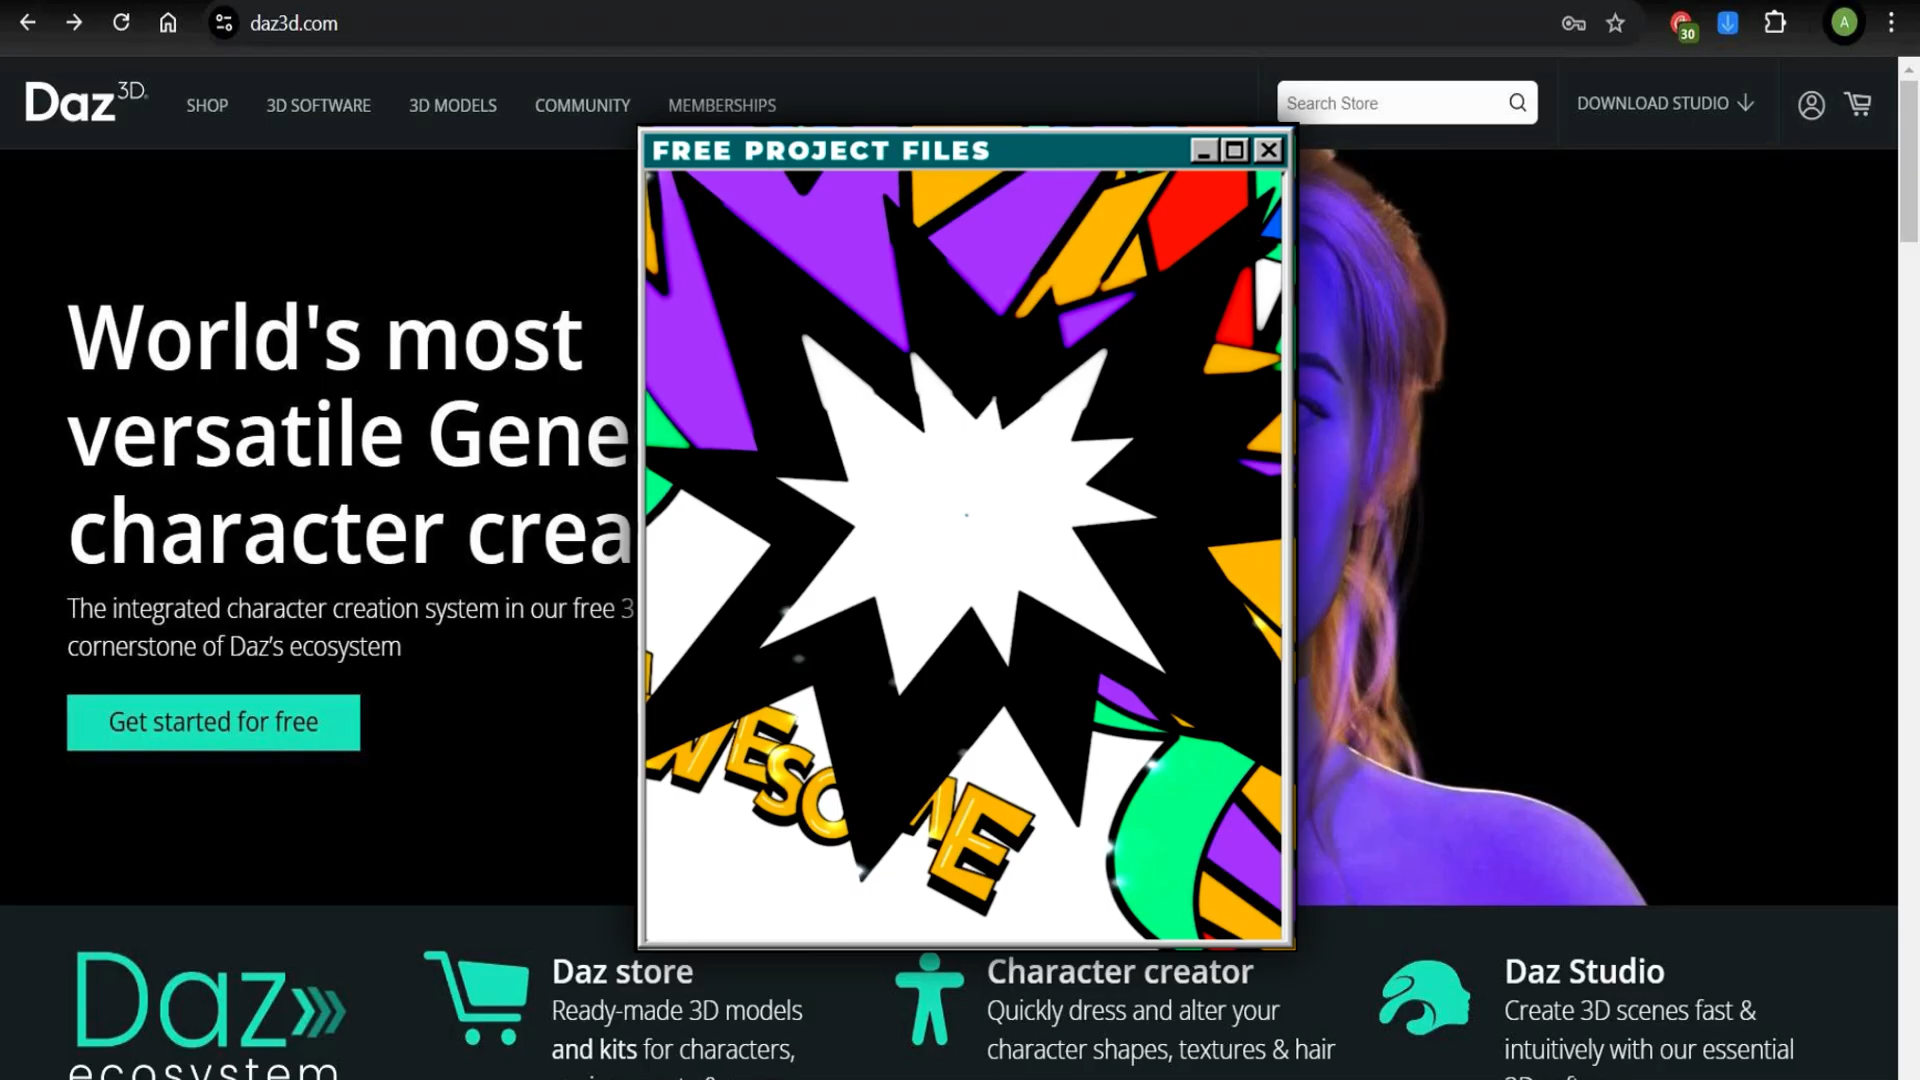 daz3d.com
30
A
Daz 3D
SHOP
3D SOFTWARE
3D MODELS
COMMUNITY
MEMBERSHIPS
Search Store
DOWNLOAD STUDIO
FREE PROJECT FILES
World's most
versatile Gene
character crea
The integrated character creation system in our free 3
cornerstone of Daz's ecosystem
Get started for free
Daz
ecosystem
Daz store
Ready-made 3D models
and kits for characters,
Character creator
Quickly dress and alter your
character shapes, textures & hair
Daz Studio
Create 3D scenes fast &
intuitively with our essential